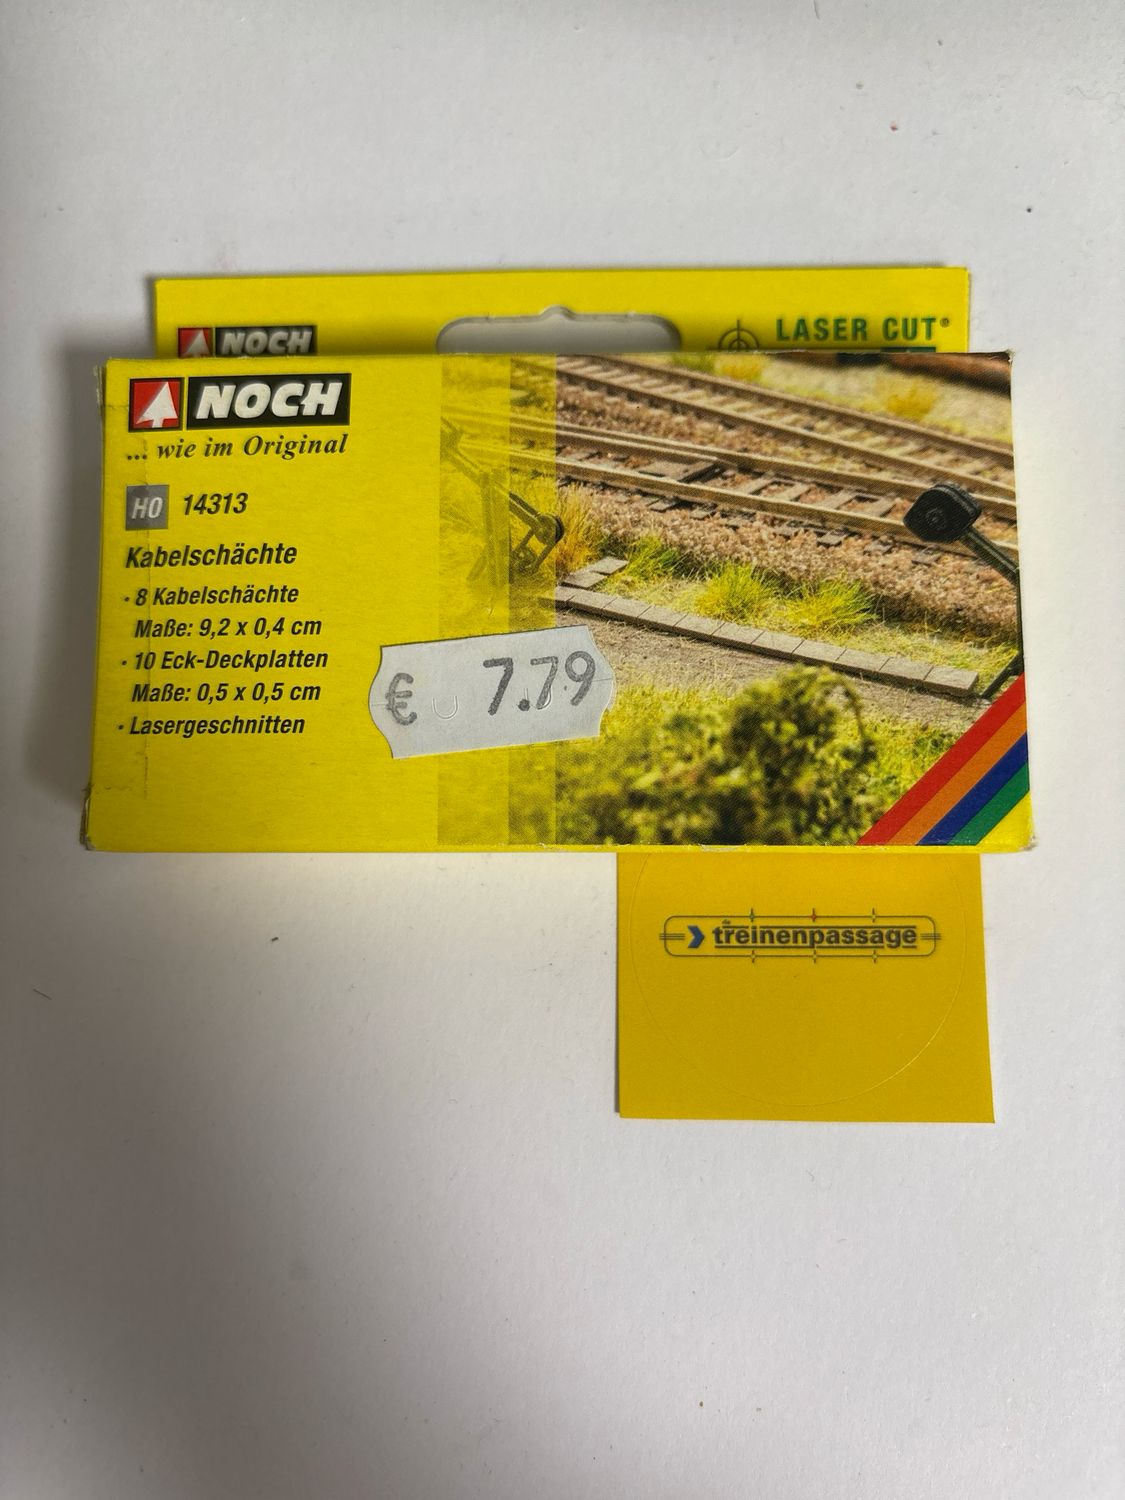 NOCH
LASER CUT®
NOCH
... wie im Original
H0 14313
Kabelschächte
· 8 Kabelschächte
Maße: 9,2 x 0,4 cm
· 10 Eck-Deckplatten
Maße: 0,5 x 0,5 cm
· Lasergeschnitten
€ 7.79
de
treinenpassage